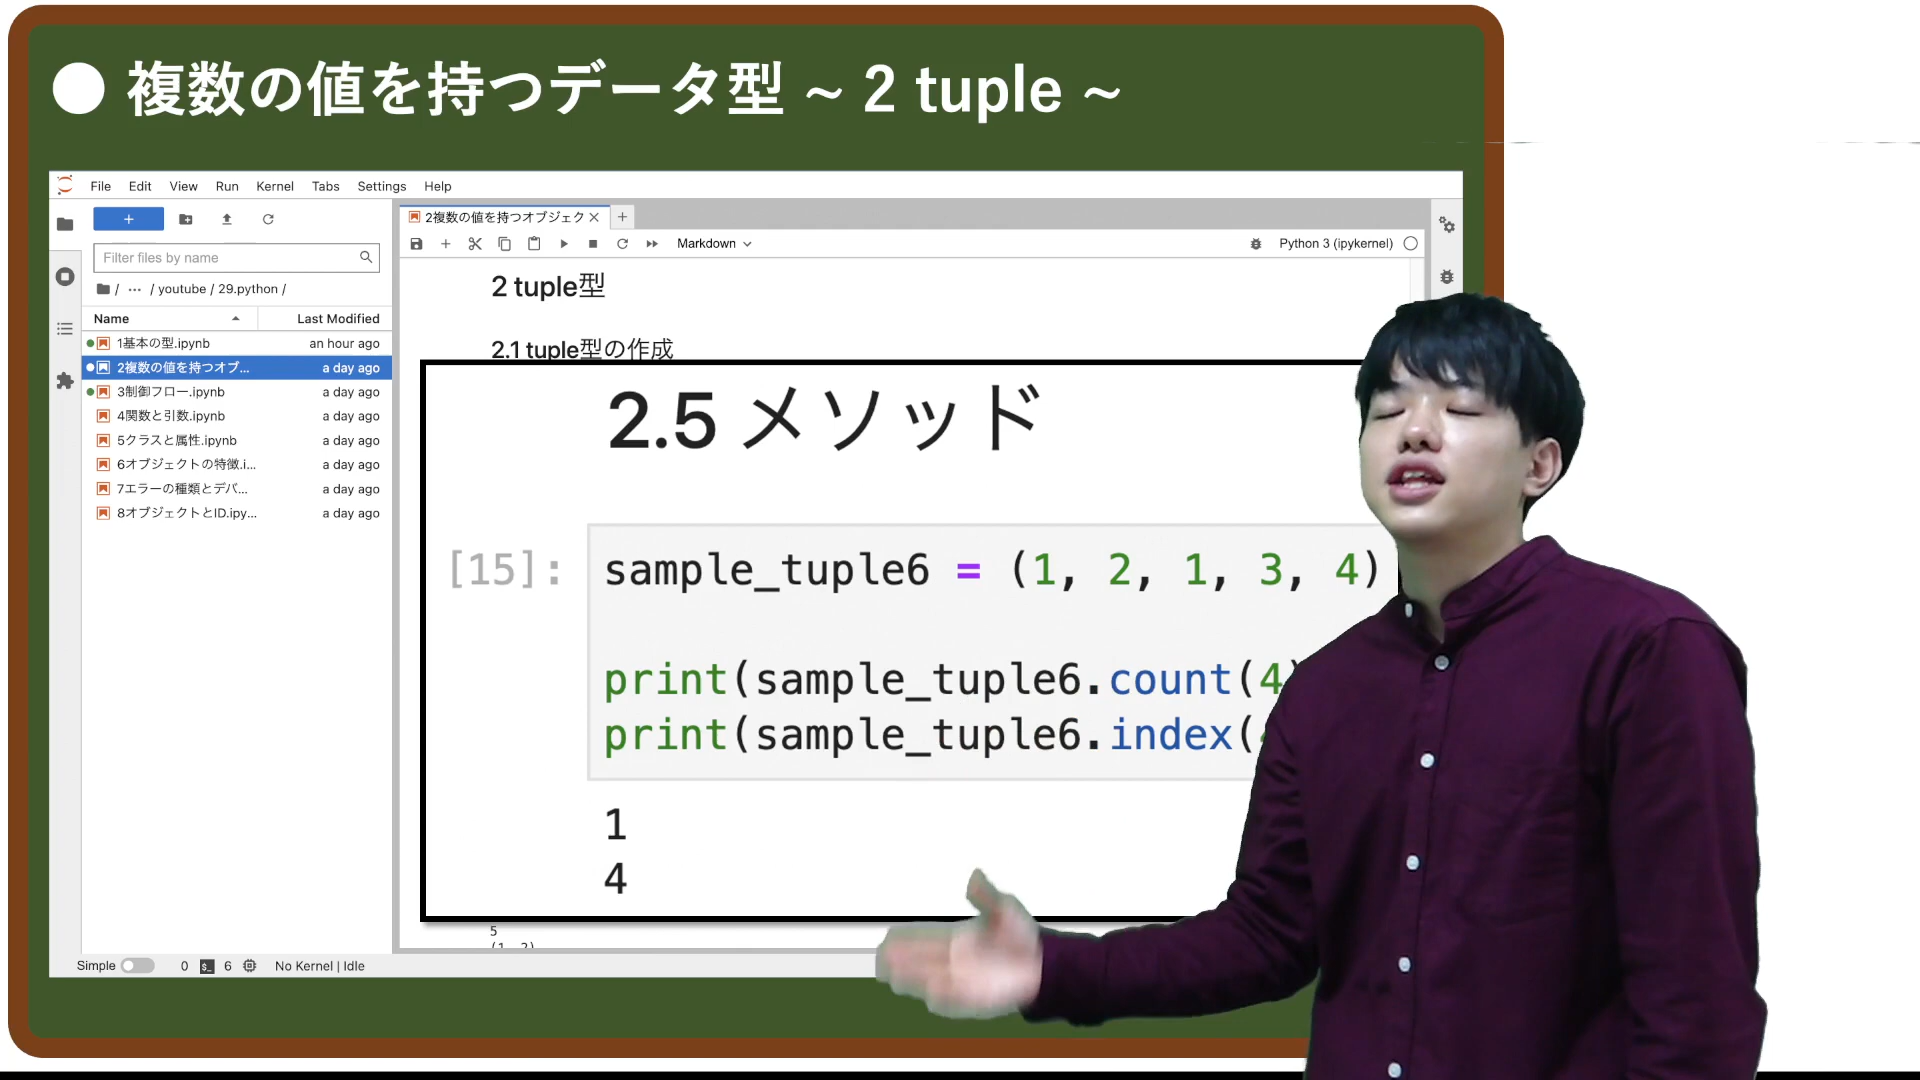 ● 複数の値を持つデータ型 ~ 2 tuple ~
File Edit View Run Kernel Tabs Settings Help
+
2複数の値を持つオブジェク ×
+
Markdown
Python 3 (ipykernel)
Filter files by name
/ ... / youtube / 29.python /
Name Last Modified
1基本の型.ipynb an hour ago
2複数の値を持つオブ... a day ago
3制御フロー.ipynb a day ago
4関数と引数.ipynb a day ago
5クラスと属性.ipynb a day ago
6オブジェクトの特徴.i... a day ago
7エラーの種類とデバ... a day ago
8オブジェクトとID.ipy... a day ago
2 tuple型
2.1 tuple型の作成
2.5 メソッド
[15]:
sample_tuple6 = (1, 2, 1, 3, 4)
print(sample_tuple6.count(4
print(sample_tuple6.index(
1
4
5
Simple 0 6 No Kernel | Idle